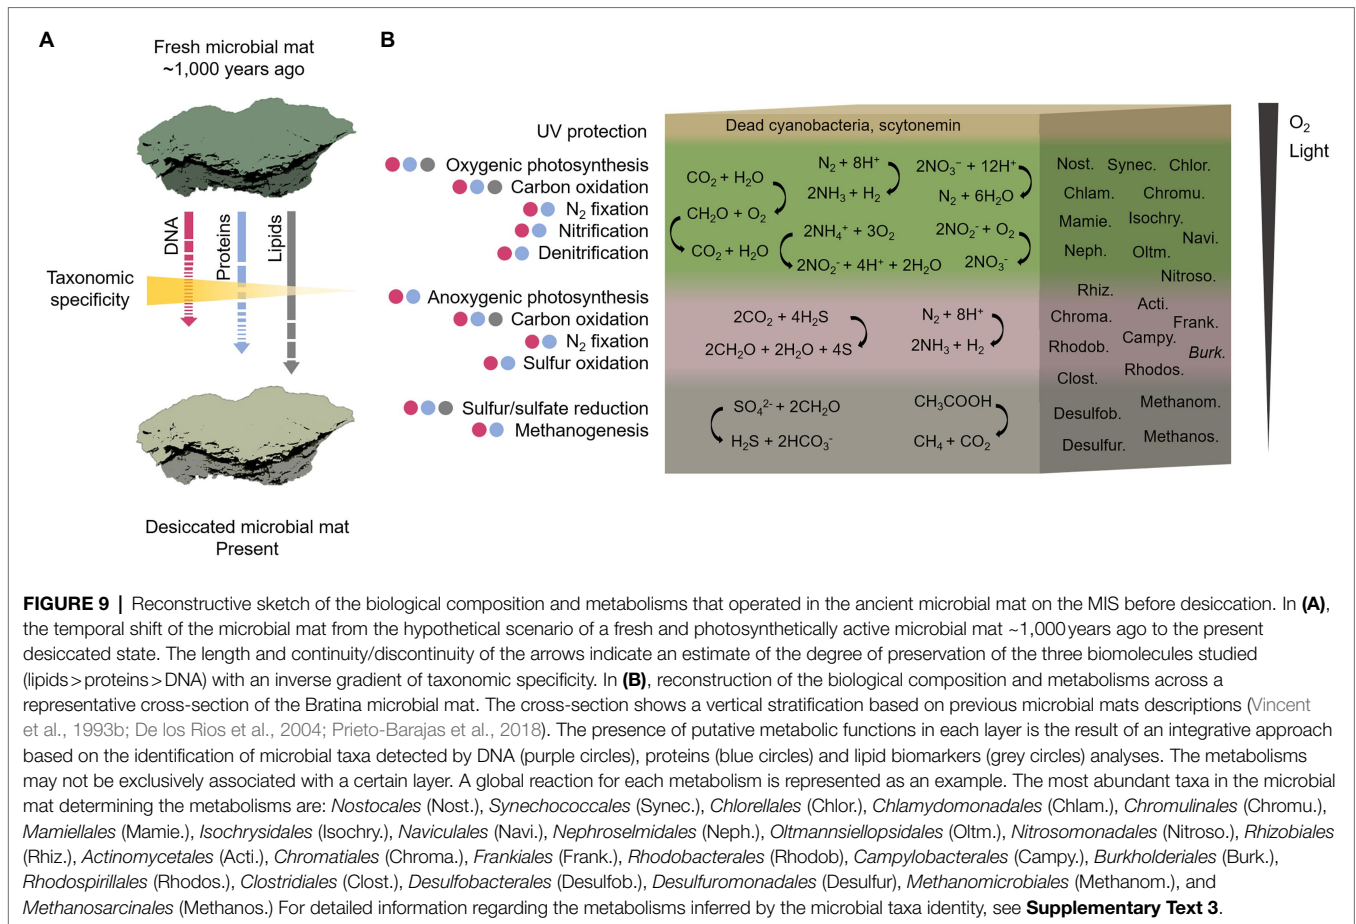 A
Fresh microbial mat
~1,000 years ago
DNA
Proteins
Lipids
Taxonomic
specificity
Desiccated microbial mat
Present
B
UV protection
Oxygenic photosynthesis
Carbon oxidation
N₂ fixation
Nitrification
Denitrification
Anoxygenic photosynthesis
Carbon oxidation
N₂ fixation
Sulfur oxidation
Sulfur/sulfate reduction
Methanogenesis
Dead cyanobacteria, scytonemin
CO₂ + H₂O
CH₂O + O₂
CO₂ + H₂O
N₂ + 8H⁺
2NH₃ + H₂
2NO₃⁻ + 12H⁺
N₂ + 6H₂O
2NH₄⁺ + 3O₂
2NO₂⁻ + 4H⁺ + 2H₂O
2NO₂⁻ + O₂
2NO₃⁻
2CO₂ + 4H₂S
2CH₂O + 2H₂O + 4S
N₂ + 8H⁺
2NH₃ + H₂
SO₄²⁻ + 2CH₂O
H₂S + 2HCO₃⁻
CH₃COOH
CH₄ + CO₂
Nost. Synec. Chlor.
Chlam. Chromu.
Mamie. Isochry.
Navi.
Neph. Oltm.
Nitroso.
Rhiz.
Acti.
Chroma. Frank.
Campy.
Rhodob. Burk.
Rhodos.
Clost.
Methanom.
Desulfob.
Methanos.
Desulfur.
O₂
Light
FIGURE 9 | Reconstructive sketch of the biological composition and metabolisms that operated in the ancient microbial mat on the MIS before desiccation. In (A),
the temporal shift of the microbial mat from the hypothetical scenario of a fresh and photosynthetically active microbial mat ~1,000 years ago to the present
desiccated state. The length and continuity/discontinuity of the arrows indicate an estimate of the degree of preservation of the three biomolecules studied
(lipids > proteins > DNA) with an inverse gradient of taxonomic specificity. In (B), reconstruction of the biological composition and metabolisms across a
representative cross-section of the Bratina microbial mat. The cross-section shows a vertical stratification based on previous microbial mats descriptions (Vincent
et al., 1993b; De los Rios et al., 2004; Prieto-Barajas et al., 2018). The presence of putative metabolic functions in each layer is the result of an integrative approach
based on the identification of microbial taxa detected by DNA (purple circles), proteins (blue circles) and lipid biomarkers (grey circles) analyses. The metabolisms
may not be exclusively associated with a certain layer. A global reaction for each metabolism is represented as an example. The most abundant taxa in the microbial
mat determining the metabolisms are: Nostocales (Nost.), Synechococcales (Synec.), Chlorellales (Chlor.), Chlamydomonadales (Chlam.), Chromulinales (Chromu.),
Mamiellales (Mamie.), Isochrysidales (Isochry.), Naviculales (Navi.), Nephroselmidales (Neph.), Oltmannsiellopsidales (Oltm.), Nitrosomonadales (Nitroso.), Rhizobiales
(Rhiz.), Actinomycetales (Acti.), Chromatiales (Chroma.), Frankiales (Frank.), Rhodobacterales (Rhodob), Campylobacterales (Campy.), Burkholderiales (Burk.),
Rhodospirillales (Rhodos.), Clostridiales (Clost.), Desulfobacterales (Desulfob.), Desulfuromonadales (Desulfur), Methanomicrobiales (Methanom.), and
Methanosarcinales (Methanos.) For detailed information regarding the metabolisms inferred by the microbial taxa identity, see Supplementary Text 3.